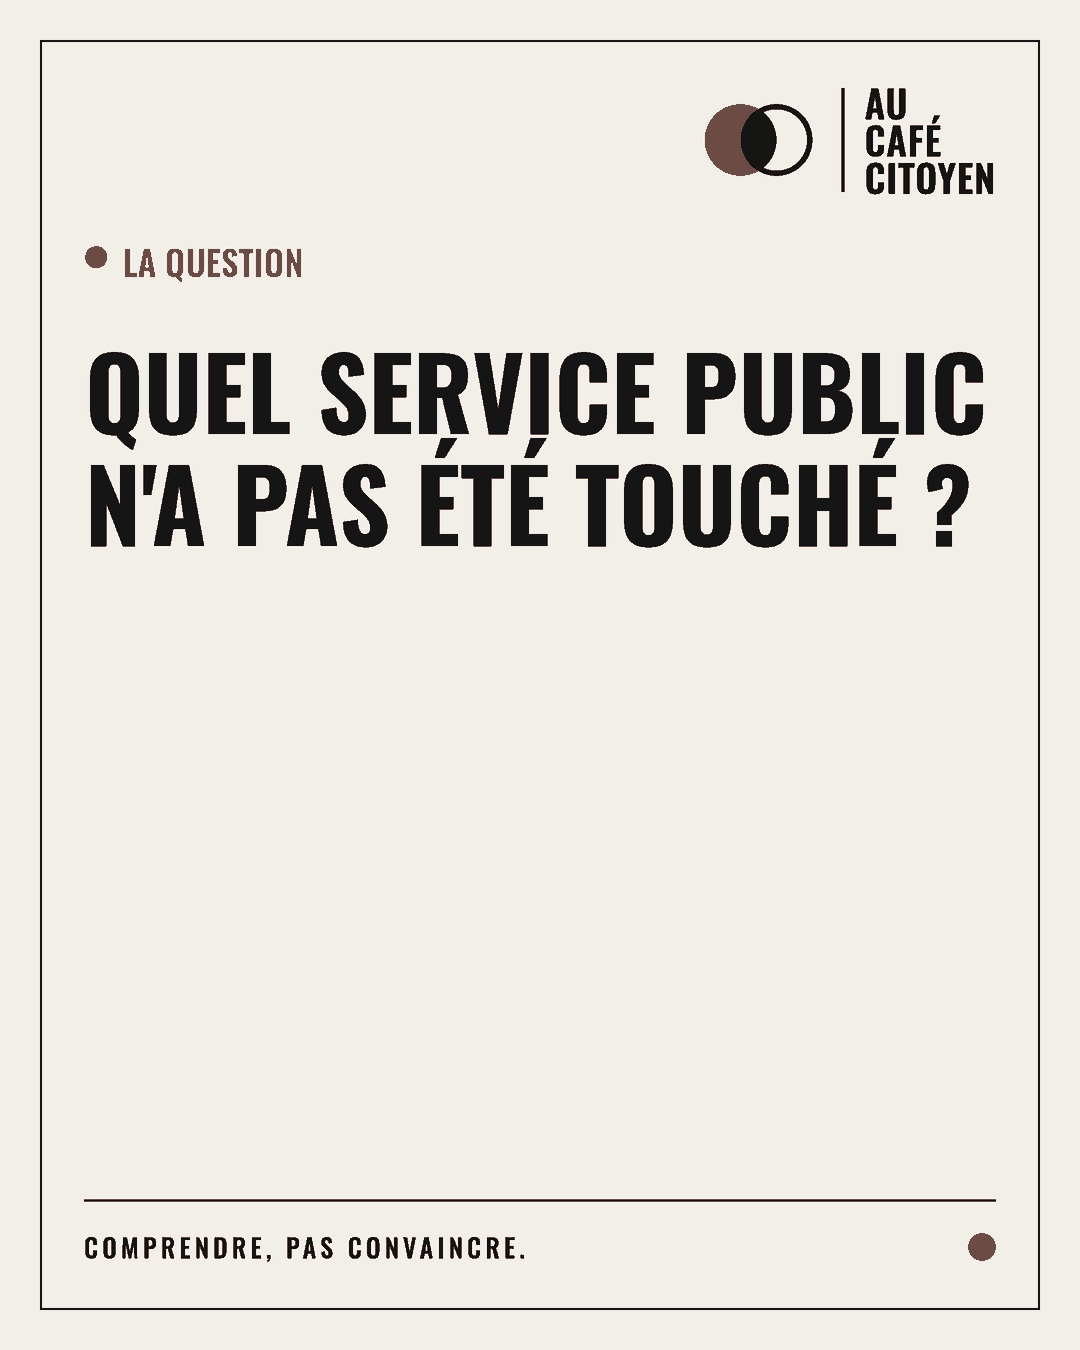 AU
CAFÉ
CITOYEN
LA QUESTION
QUEL SERVICE PUBLIC
N'A PAS ÉTÉ TOUCHÉ ?
COMPRENDRE, PAS CONVAINCRE.